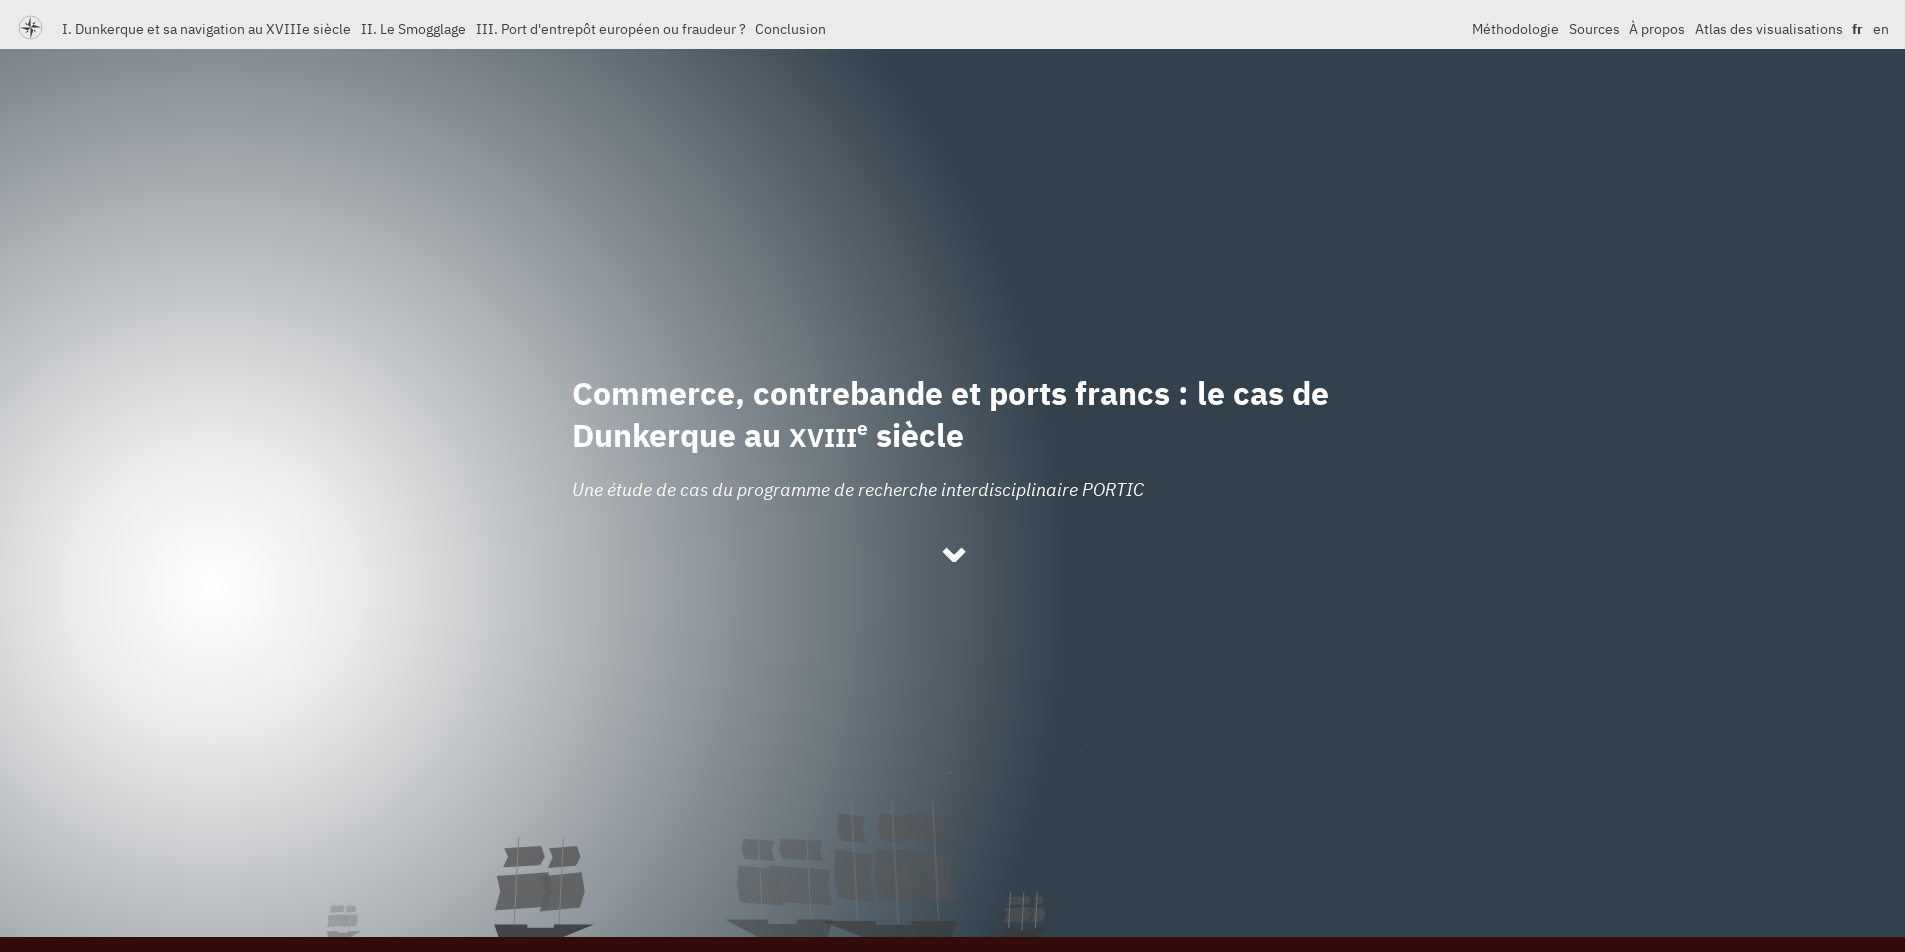 I. Dunkerque et sa navigation au XVIIIe siècle II. Le Smogglage III. Port d'entrepôt européen ou fraudeur ? Conclusion Méthodologie Sources À propos Atlas des visualisations fr en
Commerce, contrebande et ports francs : le cas de
Dunkerque au XVIIIe siècle
Une étude de cas du programme de recherche interdisciplinaire PORTIC